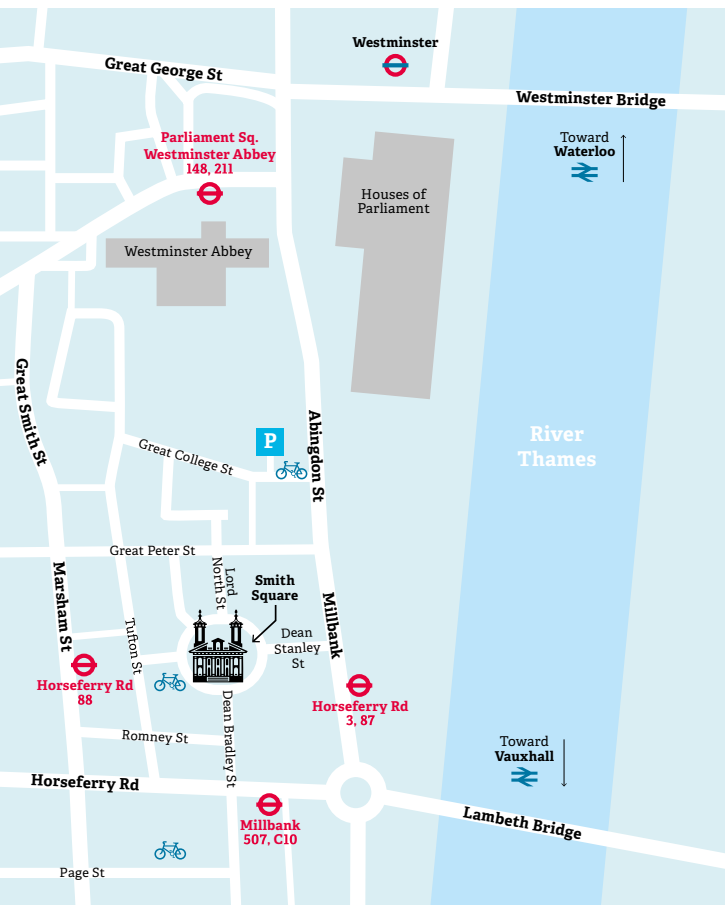 Westminster
Great George St
Westminster Bridge
Parliament Sq.
Westminster Abbey
148, 211
Toward
Waterloo
Houses of
Parliament
Westminster Abbey
Great Smith St
Abingdon St
P
River
Thames
Great College St
Great Peter St
Lord
North St
Smith
Square
Marsham St
Tufton St
Millbank
Dean
Stanley
St
Horseferry Rd
88
Dean Bradley St
Horseferry Rd
3, 87
Romney St
Toward
Vauxhall
Horseferry Rd
Millbank
507, C10
Lambeth Bridge
Page St